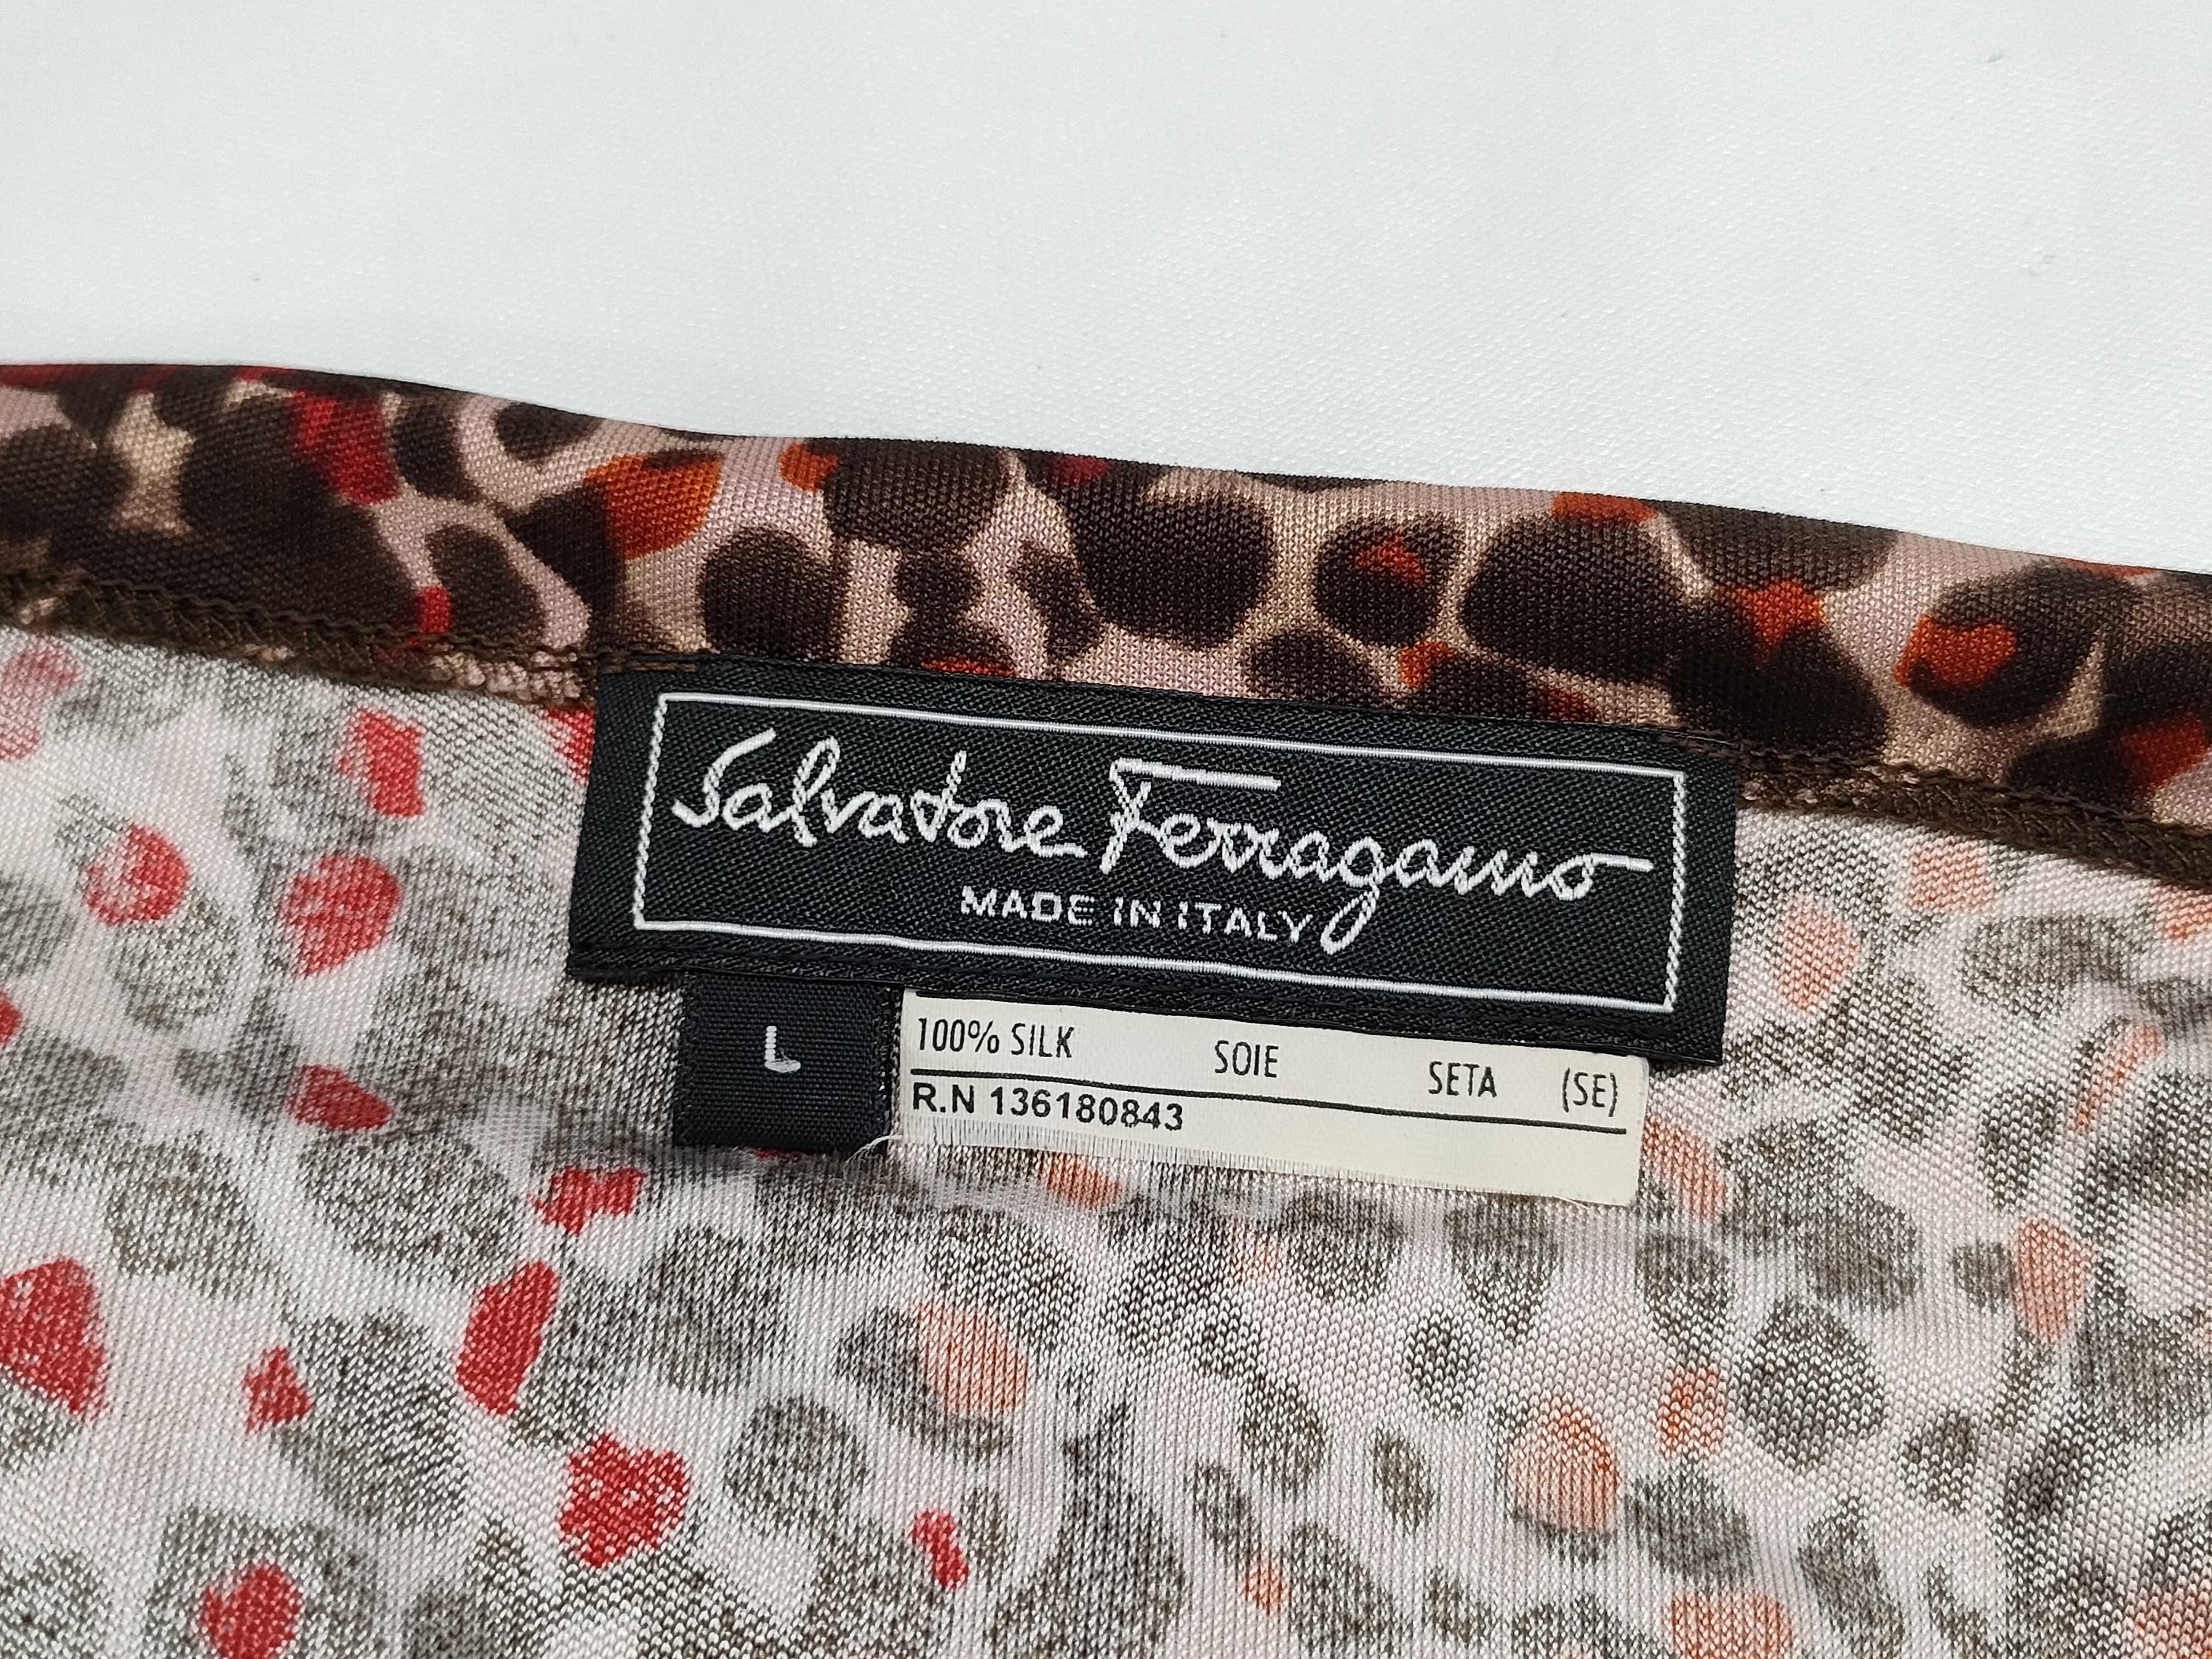 Salvatore Ferragamo
MADE IN ITALY
L
100% SILK SOIE SETA (SE)
R.N 136180843